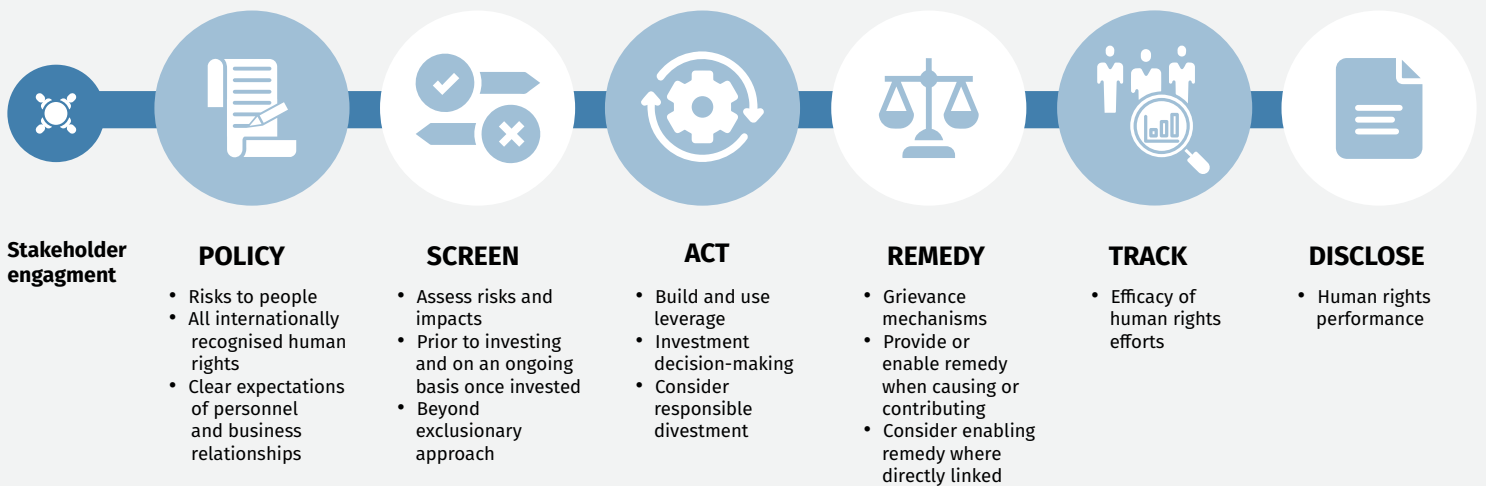 Stakeholder
engagment
POLICY
• Risks to people
• All internationally
recognised human
rights
• Clear expectations
of personnel
and business
relationships
SCREEN
• Assess risks and
impacts
• Prior to investing
and on an ongoing
basis once invested
• Beyond
exclusionary
approach
ACT
• Build and use
leverage
• Investment
decision-making
• Consider
responsible
divestment
REMEDY
• Grievance
mechanisms
• Provide or
enable remedy
when causing or
contributing
• Consider enabling
remedy where
directly linked
TRACK
• Efficacy of
human rights
efforts
DISCLOSE
• Human rights
performance